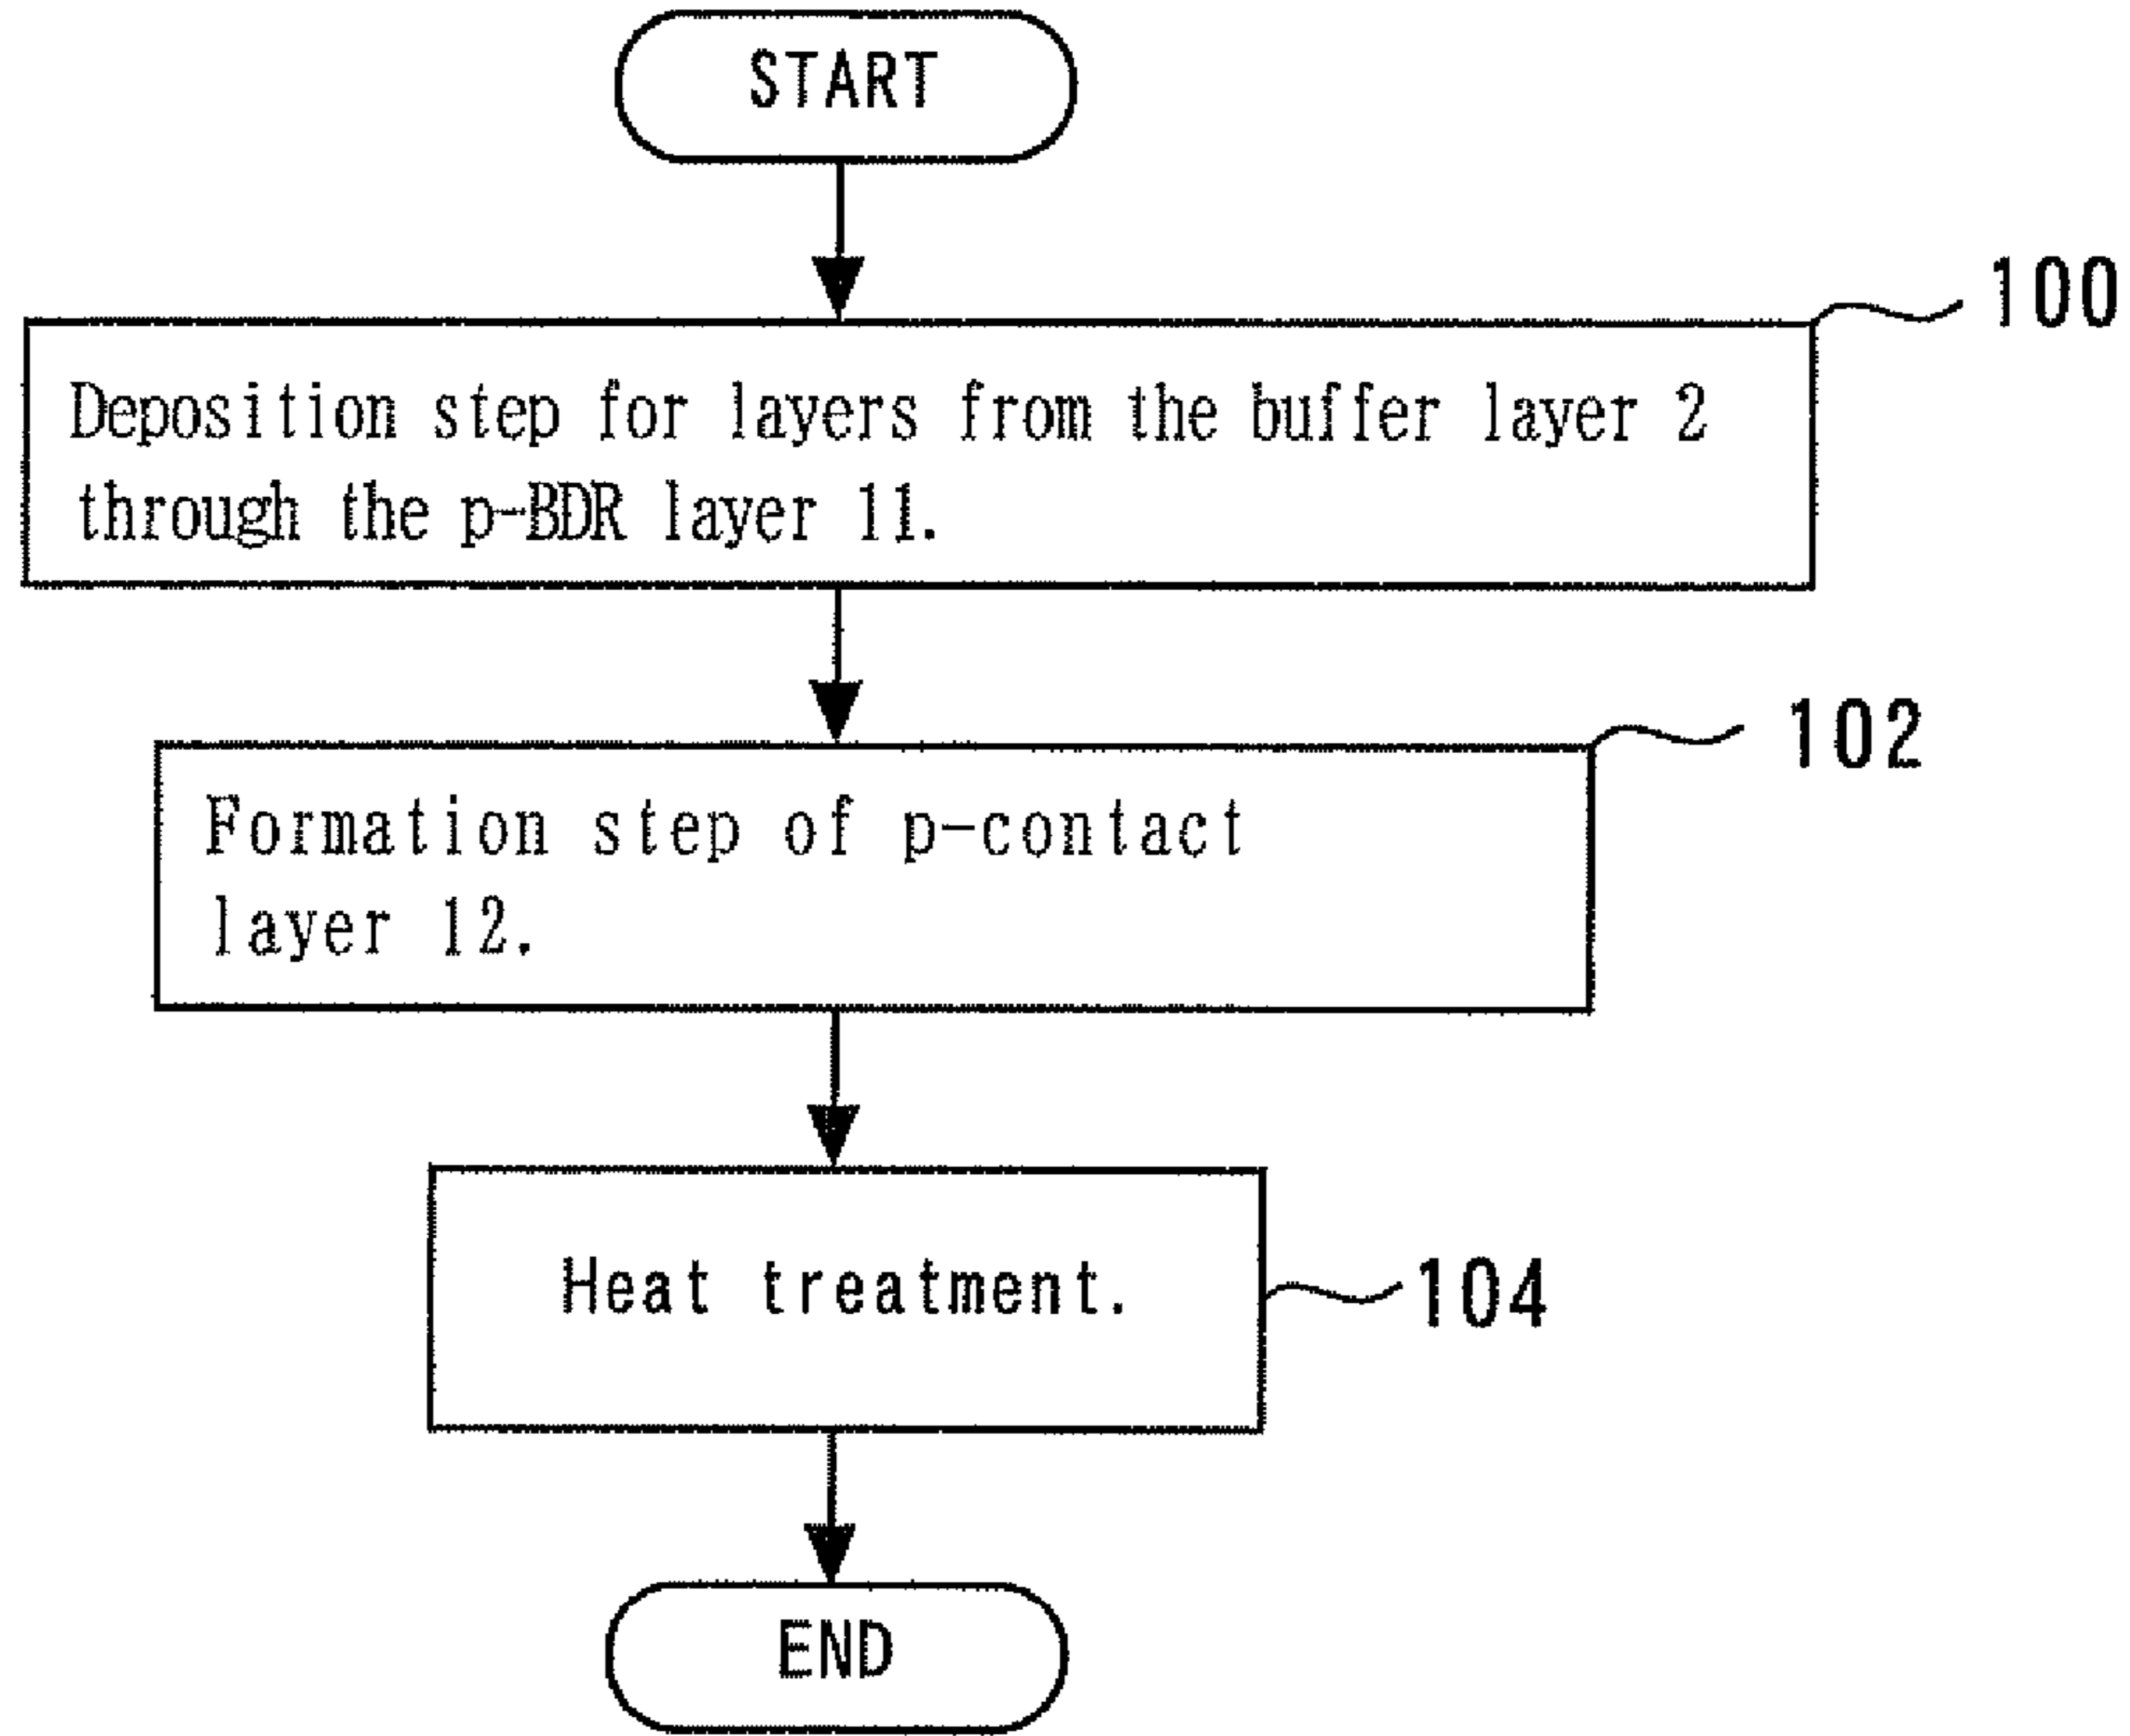 START
100
Deposition step for layers from the buffer layer 2
through the p-BDR layer 11.
102
Formation step of p-contact
layer 12.
Heat treatment.
104
END